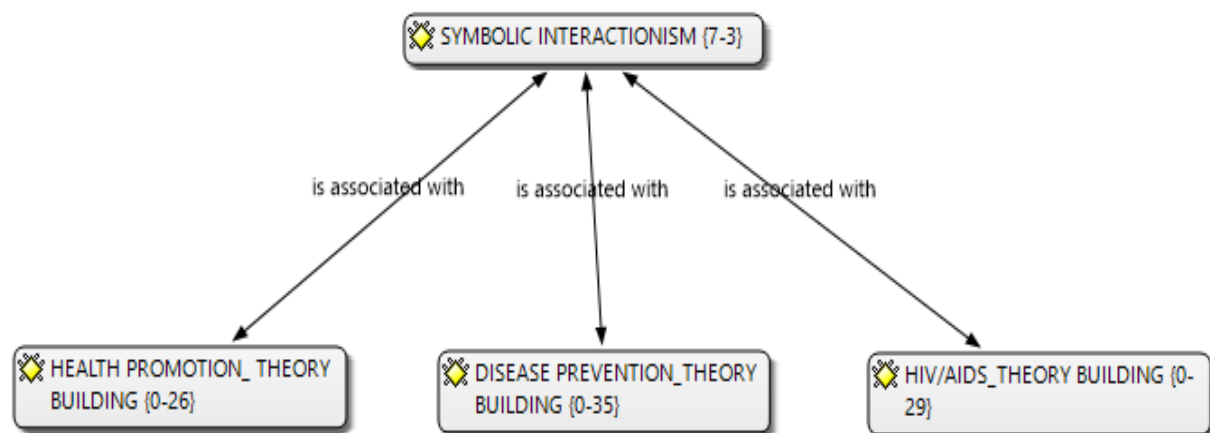 SYMBOLIC INTERACTIONISM {7-3}
is associated with
is associated with
is associated with
HEALTH PROMOTION_ THEORY
BUILDING {0-26}
DISEASE PREVENTION_THEORY
BUILDING {0-35}
HIV/AIDS_THEORY BUILDING {0-
29}